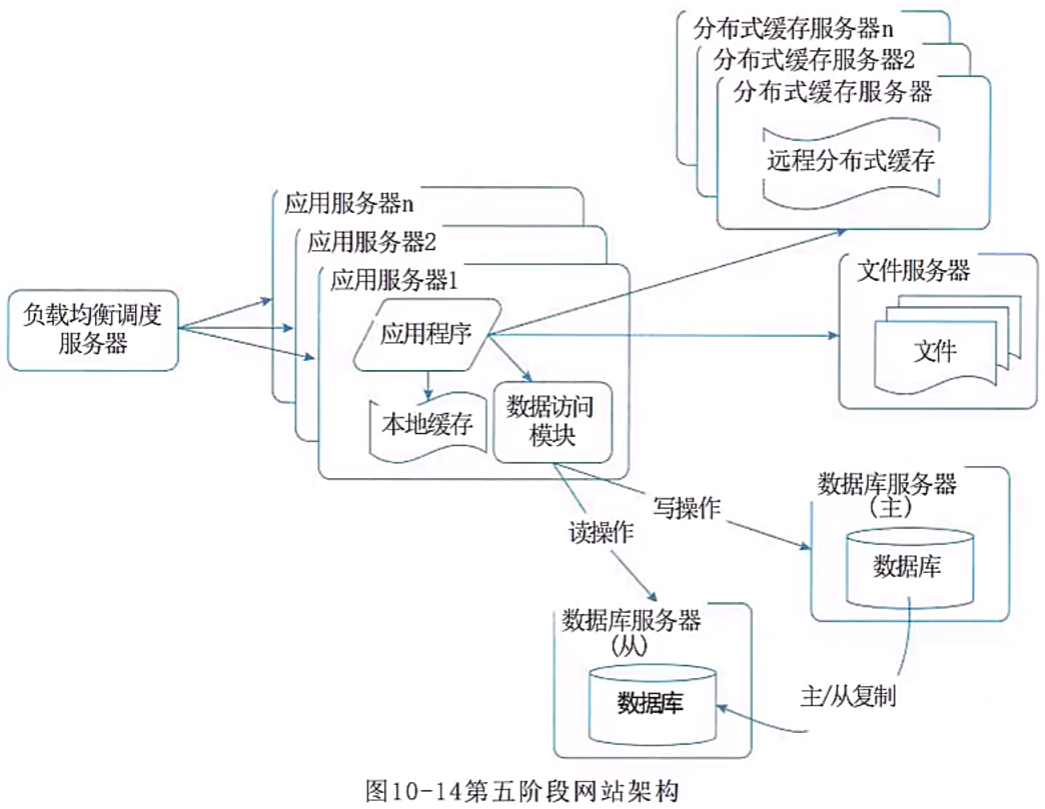 分布式缓存服务器n
分布式缓存服务器2
分布式缓存服务器
远程分布式缓存
应用服务器n
应用服务器2
应用服务器1
应用程序
本地缓存
数据访问
模块
负载均衡调度
服务器
文件服务器
文件
写操作
读操作
数据库服务器
(主)
数据库
数据库服务器
(从)
数据库
主/从复制
图10-14第五阶段网站架构